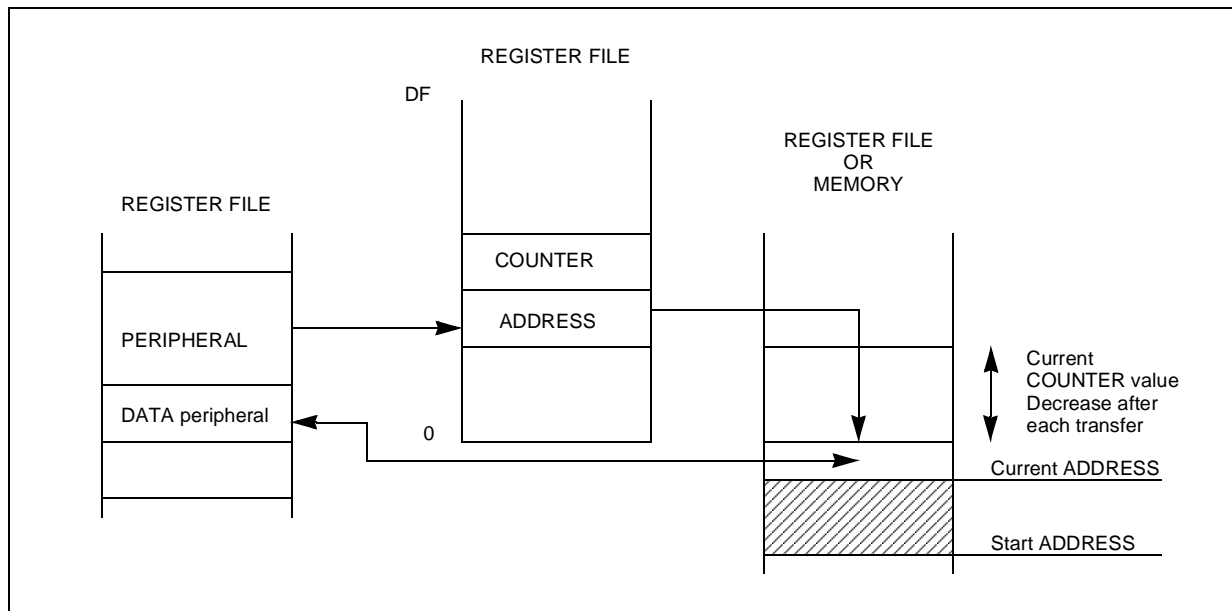 REGISTER FILE
DF
REGISTER FILE
OR
MEMORY
REGISTER FILE
COUNTER
ADDRESS
PERIPHERAL
DATA peripheral
0
Current
COUNTER value
Decrease after
each transfer
Current ADDRESS
Start ADDRESS